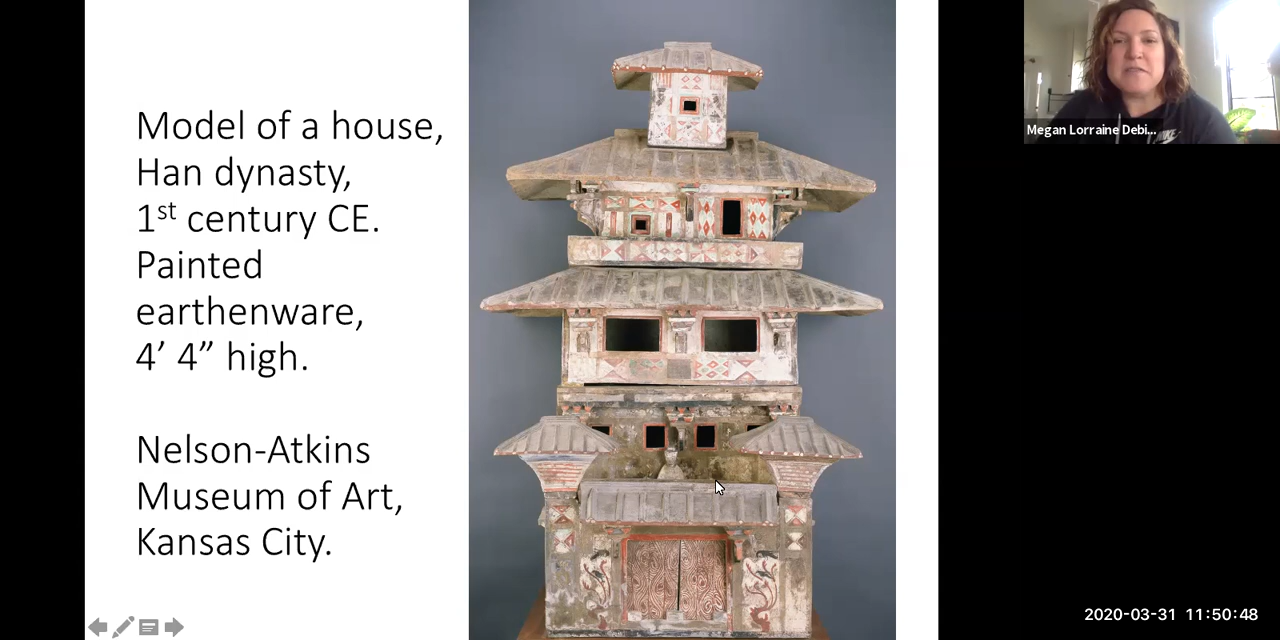 Model of a house,
Han dynasty,
1st century CE.
Painted
earthenware,
4’ 4” high.
Nelson-Atkins
Museum of Art,
Kansas City.
Megan Lorraine Debi...
2020-03-31 11:50:48